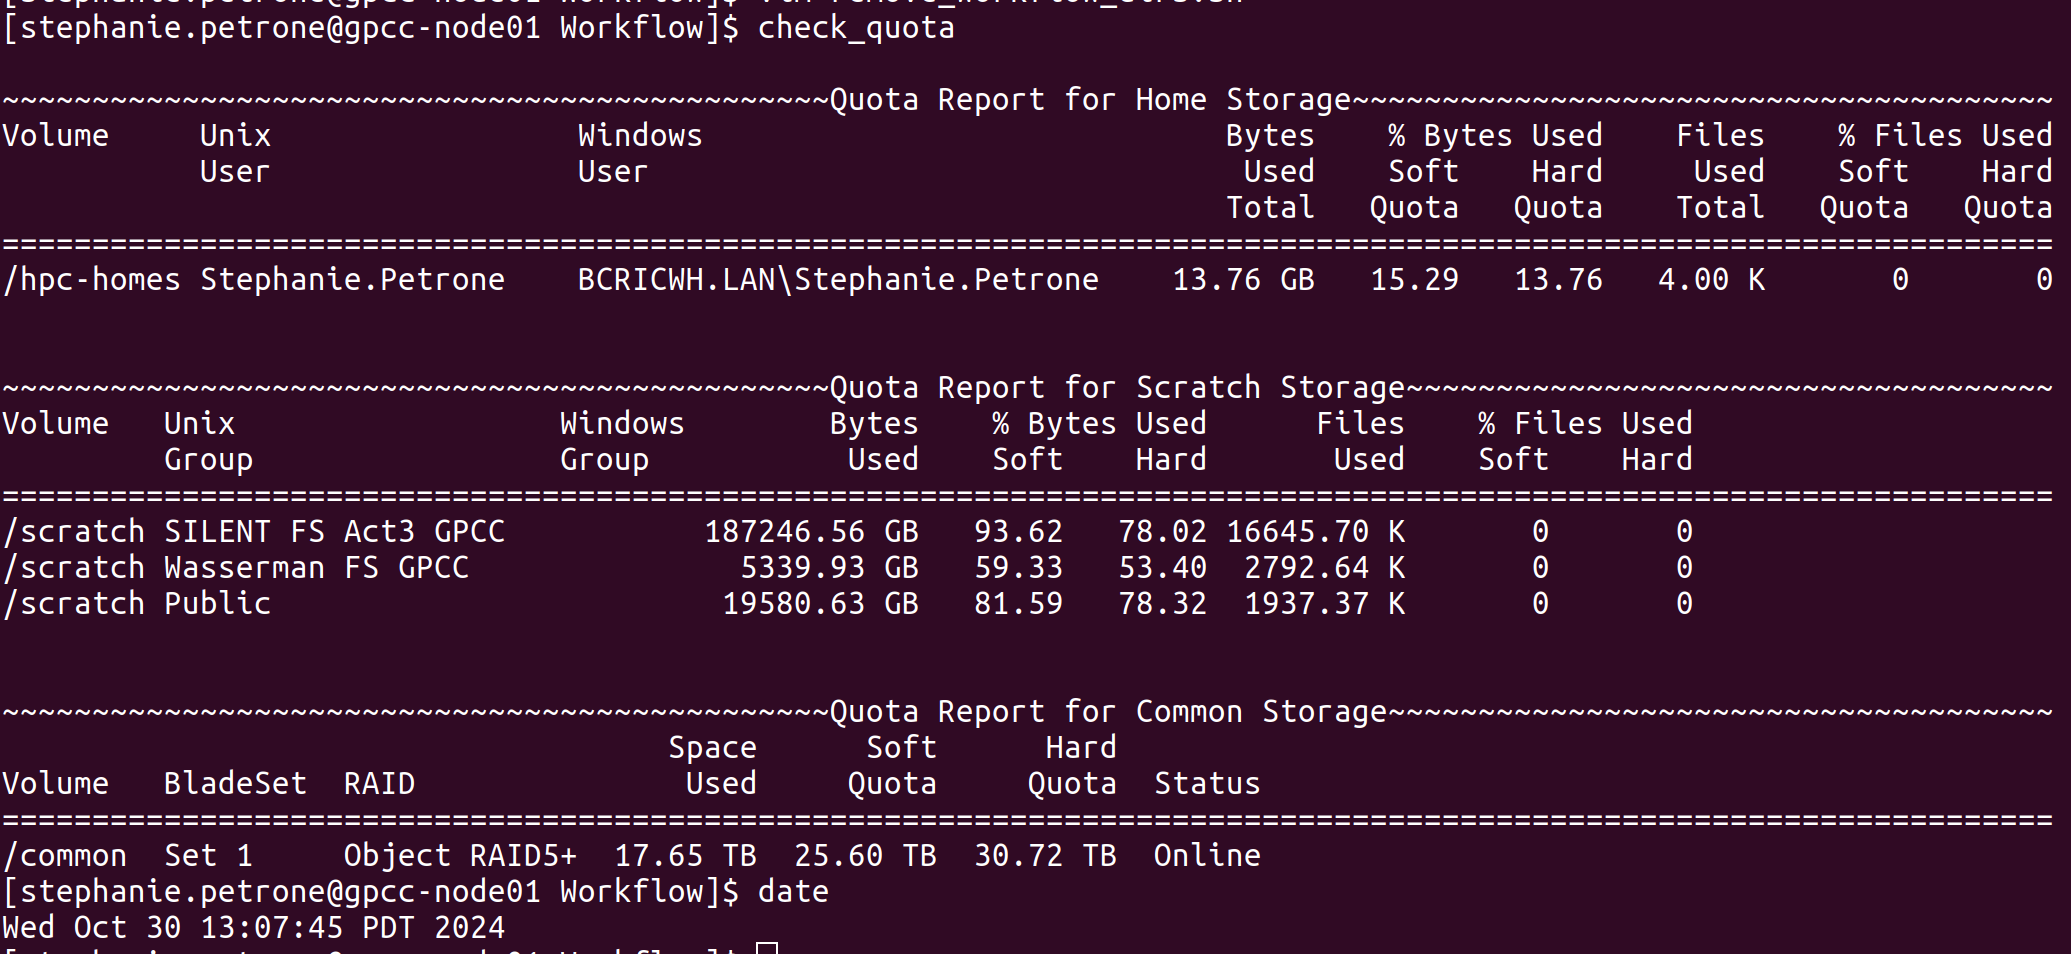 [stephanie.petrone@gpcc-node01 Workflow]$ check_quota
~~~~~~~~~~~~~~~~~~~~~~~~~~~~~~~~~~~~~~~~~~~~~~Quota Report for Home Storage~~~~~~~~~~~~~~~~~~~~~~~~~~~~~~~~~~~~~~~
Volume     Unix                 Windows                             Bytes    % Bytes Used    Files    % Files Used
           User                 User                                 Used    Soft    Hard     Used    Soft    Hard
                                                                    Total   Quota   Quota    Total   Quota   Quota
==================================================================================================================
/hpc-homes Stephanie.Petrone    BCRICWH.LAN\Stephanie.Petrone    13.76 GB   15.29   13.76   4.00 K       0       0
~~~~~~~~~~~~~~~~~~~~~~~~~~~~~~~~~~~~~~~~~~~~~~Quota Report for Scratch Storage~~~~~~~~~~~~~~~~~~~~~~~~~~~~~~~~~~~~
Volume   Unix                  Windows        Bytes    % Bytes Used      Files    % Files Used
         Group                 Group           Used    Soft    Hard       Used    Soft    Hard
==================================================================================================================
/scratch SILENT FS Act3 GPCC           187246.56 GB   93.62   78.02 16645.70 K       0       0
/scratch Wasserman FS GPCC               5339.93 GB   59.33   53.40  2792.64 K       0       0
/scratch Public                         19580.63 GB   81.59   78.32  1937.37 K       0       0
~~~~~~~~~~~~~~~~~~~~~~~~~~~~~~~~~~~~~~~~~~~~~~Quota Report for Common Storage~~~~~~~~~~~~~~~~~~~~~~~~~~~~~~~~~~~~~
                                     Space      Soft      Hard
Volume   BladeSet  RAID               Used     Quota     Quota  Status
==================================================================================================================
/common  Set 1     Object RAID5+  17.65 TB  25.60 TB  30.72 TB  Online
[stephanie.petrone@gpcc-node01 Workflow]$ date
Wed Oct 30 13:07:45 PDT 2024